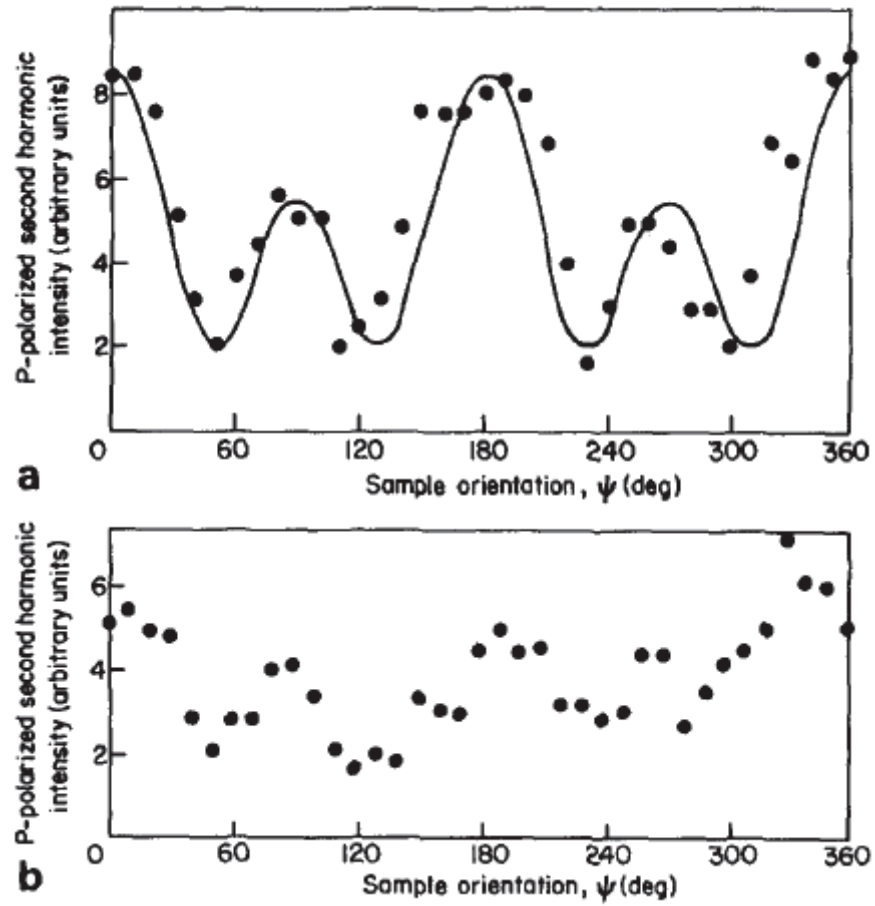 P-polarized second harmonic
intensity (arbitrary units)
8
6
4
2
0 60 120 180 240 300 360
Sample orientation, ψ (deg)
a
P-polarized second harmonic
intensity (arbitrary units)
6
4
2
0 60 120 180 240 300 360
Sample orientation, ψ (deg)
b